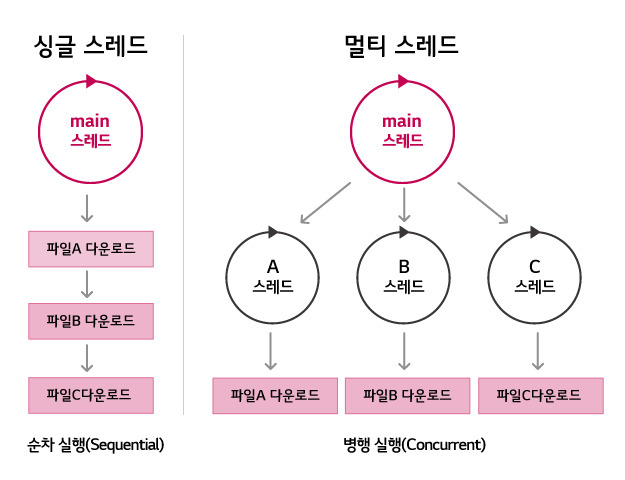 싱글 스레드
main
스레드
파일A 다운로드
파일B 다운로드
파일C다운로드
순차 실행(Sequential)
멀티 스레드
main
스레드
A
스레드
B
스레드
C
스레드
파일A 다운로드
파일B 다운로드
파일C다운로드
병행 실행(Concurrent)